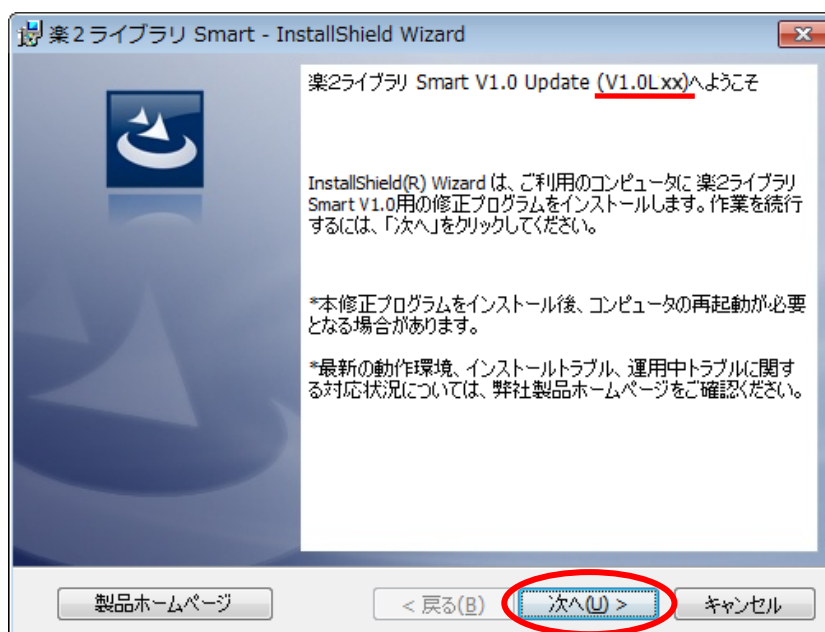 楽2ライブラリ Smart - InstallShield Wizard
楽2ライブラリ Smart V1.0 Update (V1.0Lxx)へようこそ
InstallShield(R) Wizard は、ご利用のコンピュータに 楽2ライブラリ
Smart V1.0用の修正プログラムをインストールします。作業を続行
するには、「次へ」をクリックしてください。
*本修正プログラムをインストール後、コンピュータの再起動が必要
となる場合があります。
*最新の動作環境、インストールトラブル、運用中トラブルに関す
る対応状況については、弊社製品ホームページをご確認ください。
製品ホームページ
< 戻る(B)
次へ(U) >
キャンセル